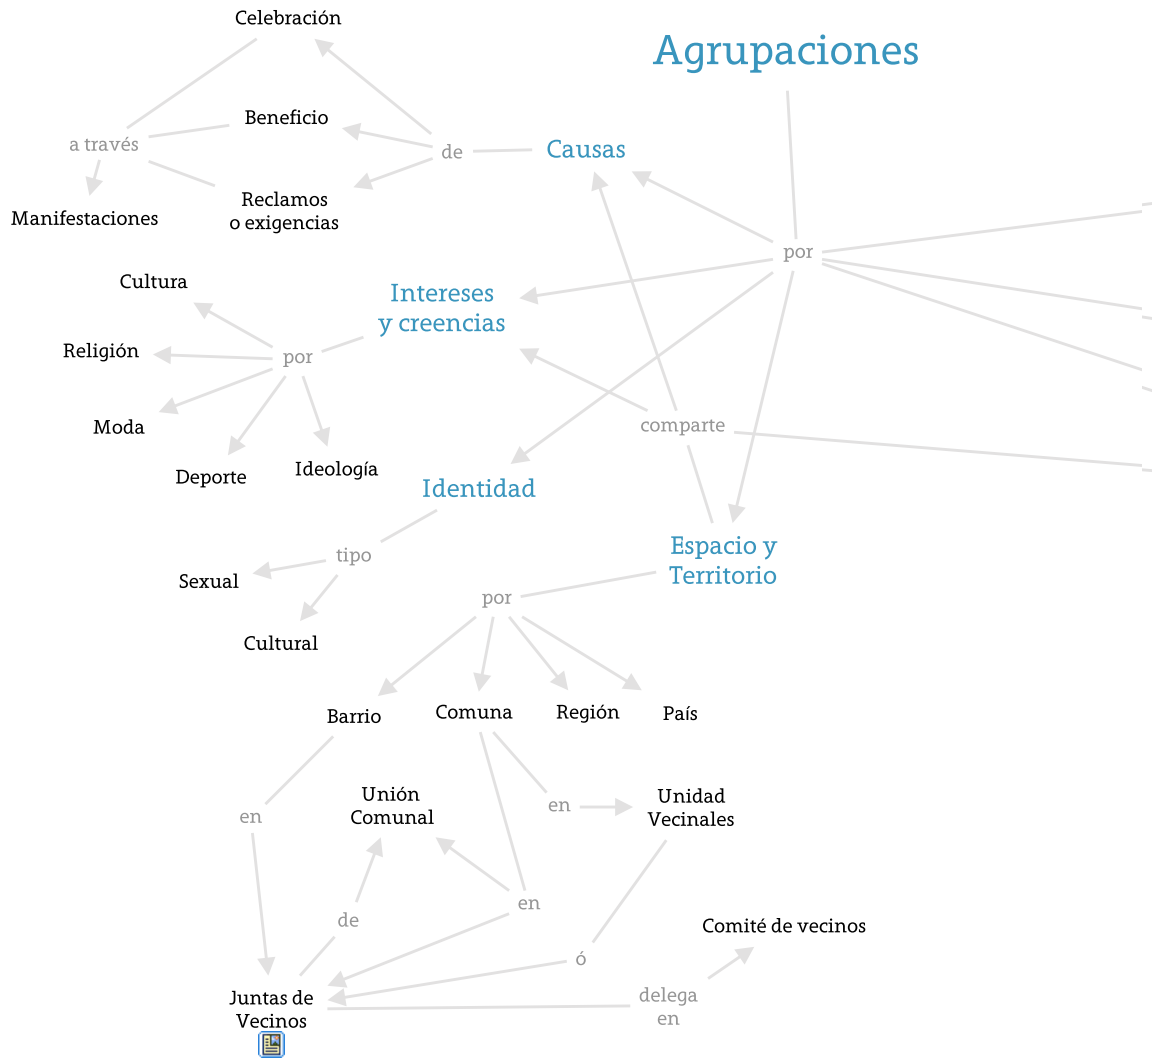 Celebración
Agrupaciones
Beneficio
a través
de
Causas
Reclamos
o exigencias
Manifestaciones
por
Cultura
Intereses
y creencias
Religión
por
Moda
comparte
Deporte
Ideología
Identidad
Espacio y
Territorio
tipo
Sexual
por
Cultural
Barrio
Comuna
Región
País
Unión
Comunal
en
Unidad
Vecinales
en
de
en
Comité de vecinos
ó
Juntas de
Vecinos
delega
en